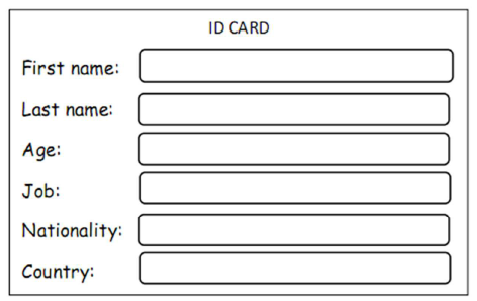 ID CARD
First name:
Last name:
Age:
Job:
Nationality:
Country: